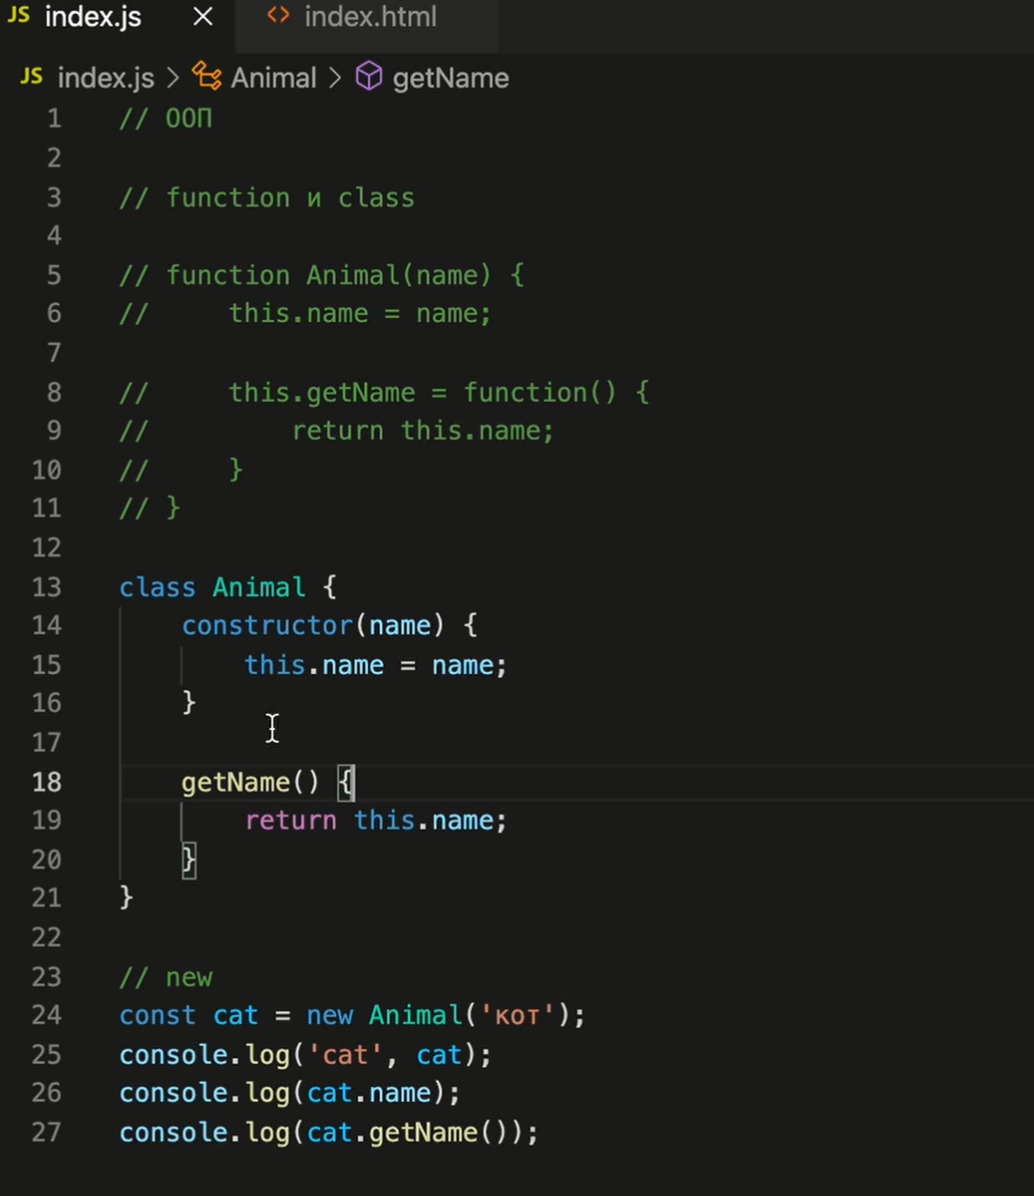 JS index.js × <> index.html
JS index.js > Animal > getName
1 // ООП
2
3 // function и class
4
5 // function Animal(name) {
6 //     this.name = name;
7
8 //     this.getName = function() {
9 //         return this.name;
10 //     }
11 // }
12
13 class Animal {
14     constructor(name) {
15         this.name = name;
16     }
17
18     getName() {
19         return this.name;
20     }
21 }
22
23 // new
24 const cat = new Animal('кот');
25 console.log('cat', cat);
26 console.log(cat.name);
27 console.log(cat.getName());